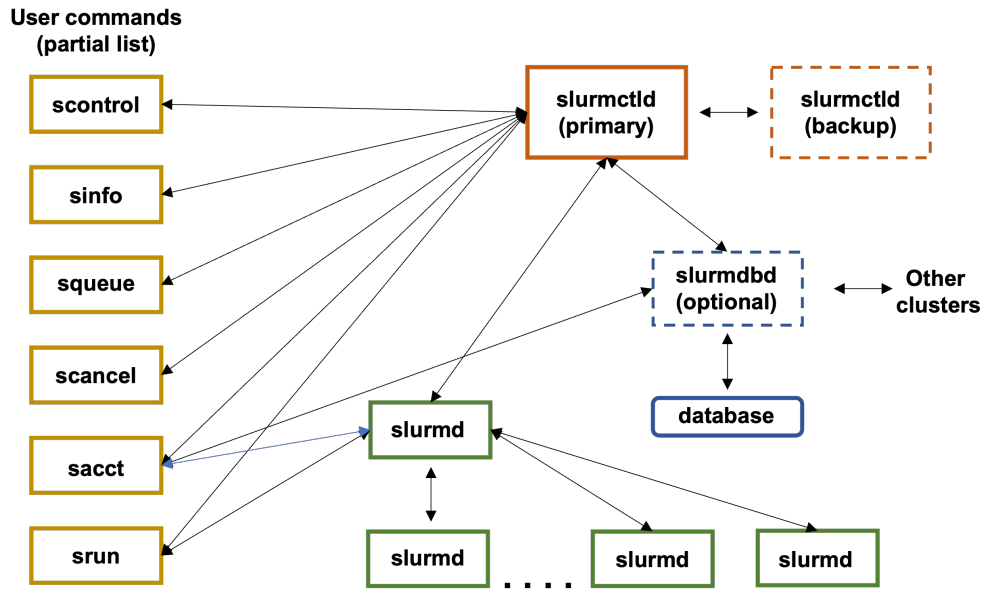 User commands
(partial list)
scontrol
sinfo
squeue
scancel
sacct
srun
slurmctld
(primary)
slurmctld
(backup)
slurmdbd
(optional)
Other
clusters
database
slurmd
slurmd
. . . .
slurmd
slurmd